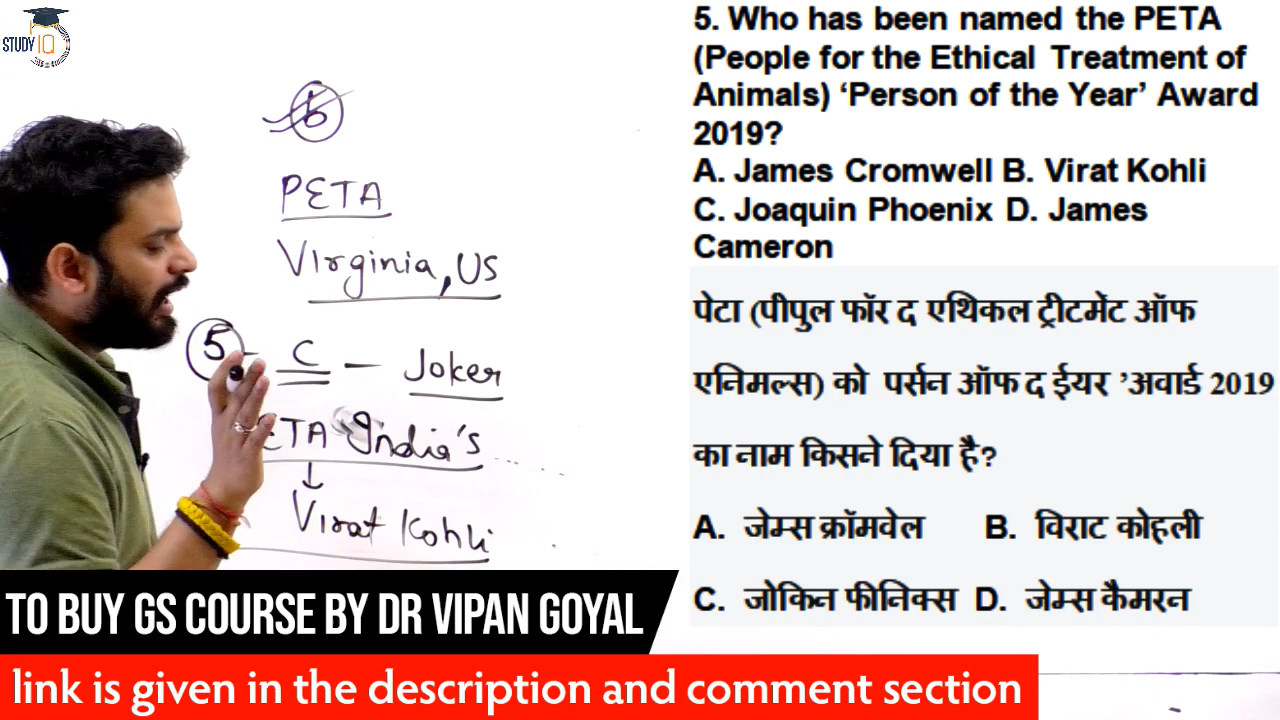 STUDY IQ
6
PETA
Virginia, US
5 - C - Joker
ETA India's
Virat Kohli
5. Who has been named the PETA
(People for the Ethical Treatment of
Animals) ‘Person of the Year’ Award
2019?
A. James Cromwell B. Virat Kohli
C. Joaquin Phoenix D. James
Cameron
पेटा (पीपुल फॉर द एथिकल ट्रीटमेंट ऑफ
एनिमल्स) को पर्सन ऑफ द ईयर ’अवार्ड 2019
का नाम किसने दिया है?
A. जेम्स क्रॉमवेल B. विराट कोहली
C. जोकिन फीनिक्स D. जेम्स कैमरन
TO BUY GS COURSE BY DR VIPAN GOYAL
link is given in the description and comment section